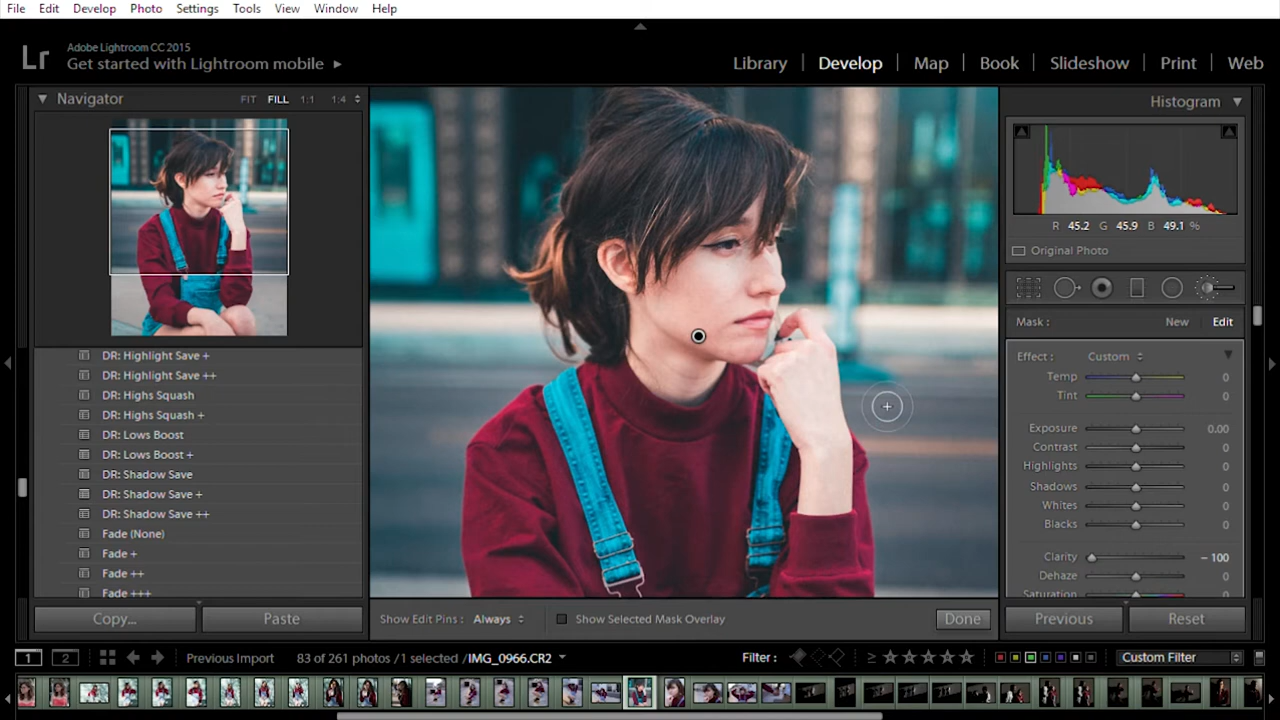 File Edit Develop Photo Settings Tools View Window Help
Lr
Adobe Lightroom CC 2015
Get started with Lightroom mobile
Library Develop Map Book Slideshow Print Web
Navigator FIT FILL 1:1 1:4
DR: Highlight Save +
DR: Highlight Save ++
DR: Highs Squash
DR: Highs Squash +
DR: Lows Boost
DR: Lows Boost +
DR: Shadow Save
DR: Shadow Save +
DR: Shadow Save ++
Fade (None)
Fade +
Fade ++
Fade +++
Copy... Paste
Show Edit Pins : Always Show Selected Mask Overlay Done
Histogram
R 45.2 G 45.9 B 49.1 %
Original Photo
Mask : New Edit
Effect : Custom
Temp 0
Tint 0
Exposure 0.00
Contrast 0
Highlights 0
Shadows 0
Whites 0
Blacks 0
Clarity – 100
Dehaze 0
Saturation 0
Previous Reset
1 2 Previous Import 83 of 261 photos /1 selected /IMG_0966.CR2 Filter : ≥ Custom Filter